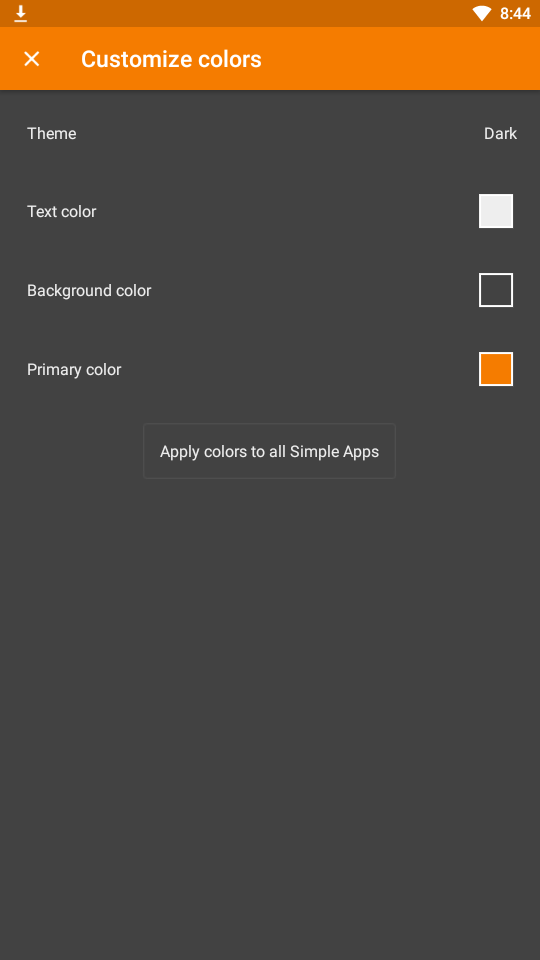 8:44
Customize colors
Theme Dark
Text color
Background color
Primary color
Apply colors to all Simple Apps